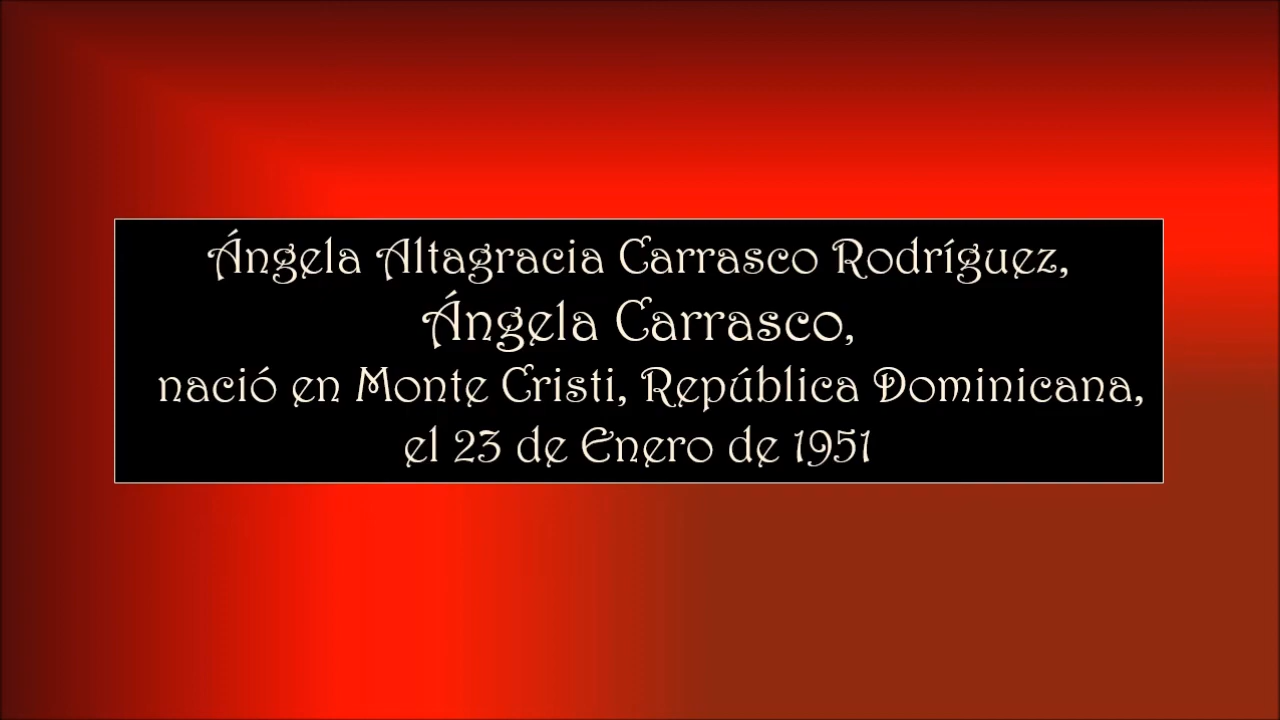 Ángela Altagracia Carrasco Rodríguez,
Ángela Carrasco,
nació en Monte Cristi, República Dominicana,
el 23 de Enero de 1951